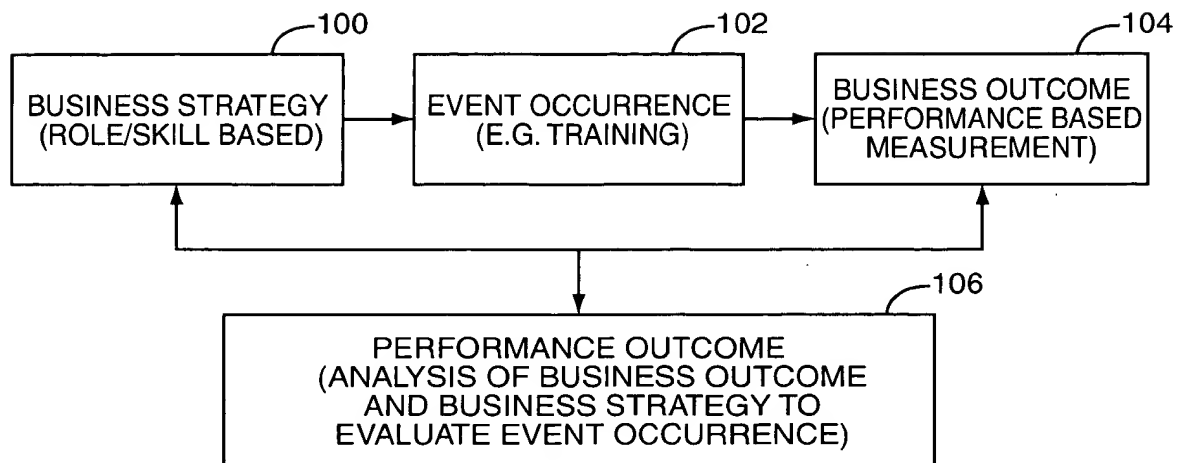 100
BUSINESS STRATEGY
(ROLE/SKILL BASED)
102
EVENT OCCURRENCE
(E.G. TRAINING)
104
BUSINESS OUTCOME
(PERFORMANCE BASED
MEASUREMENT)
106
PERFORMANCE OUTCOME
(ANALYSIS OF BUSINESS OUTCOME
AND BUSINESS STRATEGY TO
EVALUATE EVENT OCCURRENCE)